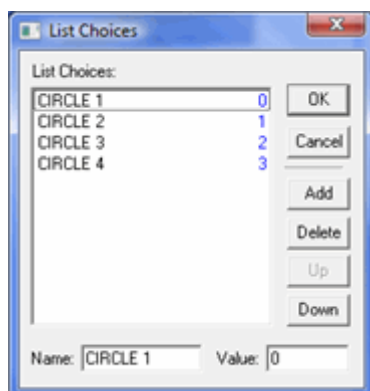 List Choices
List Choices:
CIRCLE 1 0
CIRCLE 2 1
CIRCLE 3 2
CIRCLE 4 3
OK
Cancel
Add
Delete
Up
Down
Name: CIRCLE 1 Value: 0